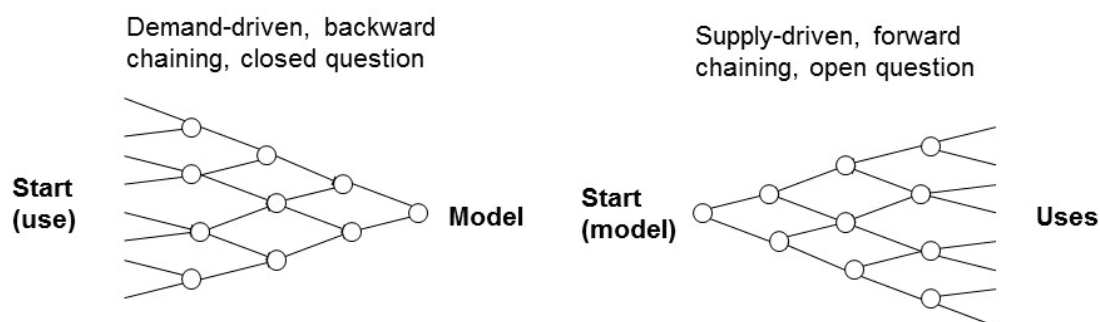 Demand-driven, backward
chaining, closed question
Supply-driven, forward
chaining, open question
Start
(use)
Model
Start
(model)
Uses